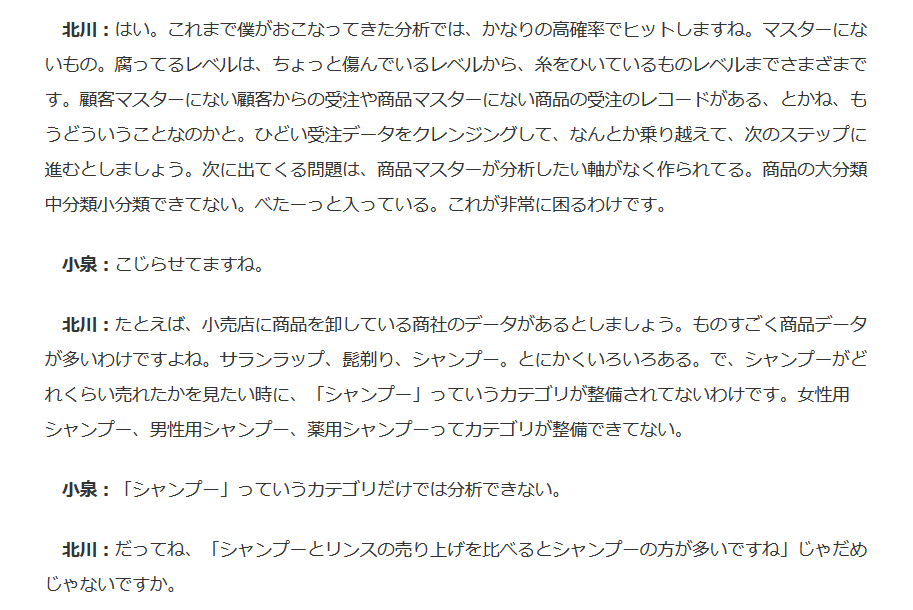 北川：はい。これまで僕がおこなってきた分析では、かなりの高確率でヒットしますね。マスターにな
いもの。腐ってるレベルは、ちょっと傷んでいるレベルから、糸をひいているものレベルまでさまざまで
す。顧客マスターにない顧客からの受注や商品マスターにない商品の受注のレコードがある、とかね、も
うどういうことなのかと。ひどい受注データをクレンジングして、なんとか乗り越えて、次のステップに
進むとしましょう。次に出てくる問題は、商品マスターが分析したい軸がなく作られてる。商品の大分類
中分類小分類できてない。べたーっと入っている。これが非常に困るわけです。
小泉：こじらせてますね。
北川：たとえば、小売店に商品を卸している商社のデータがあるとしましょう。ものすごく商品データ
が多いわけですよね。サランラップ、髭剃り、シャンプー。とにかくいろいろある。で、シャンプーがど
れくらい売れたかを見たい時に、「シャンプー」っていうカテゴリが整備されてないわけです。女性用
シャンプー、男性用シャンプー、薬用シャンプーってカテゴリが整備できてない。
小泉：「シャンプー」っていうカテゴリだけでは分析できない。
北川：だってね、「シャンプーとリンスの売り上げを比べるとシャンプーの方が多いですね」じゃだめ
じゃないですか。